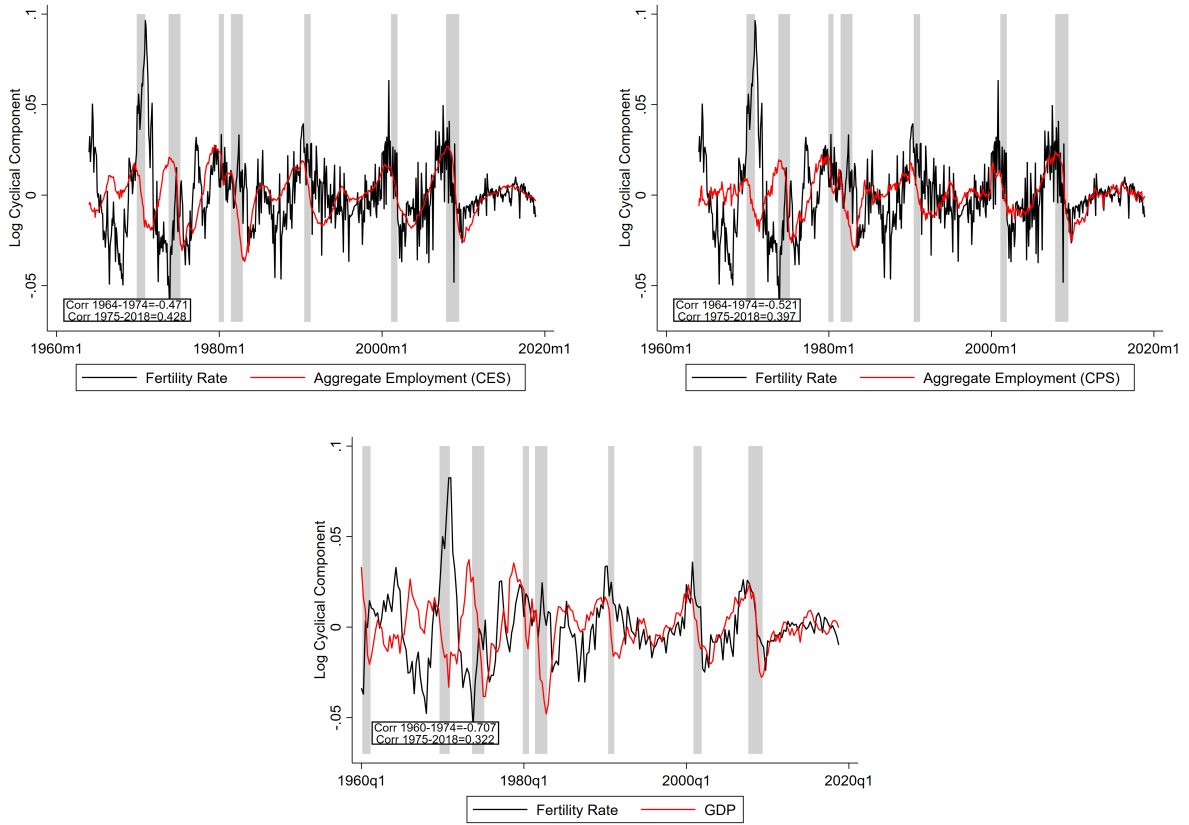 Log Cyclical Component
.1
.05
0
-.05
Corr 1964-1974=-0.471
Corr 1975-2018=0.428
1960m1 1980m1 2000m1 2020m1
Fertility Rate Aggregate Employment (CES)
Log Cyclical Component
.1
.05
0
-.05
Corr 1964-1974=-0.521
Corr 1975-2018=0.397
1960m1 1980m1 2000m1 2020m1
Fertility Rate Aggregate Employment (CPS)
Log Cyclical Component
.1
.05
0
-.05
Corr 1960-1974=-0.707
Corr 1975-2018=0.322
1960q1 1980q1 2000q1 2020q1
Fertility Rate GDP